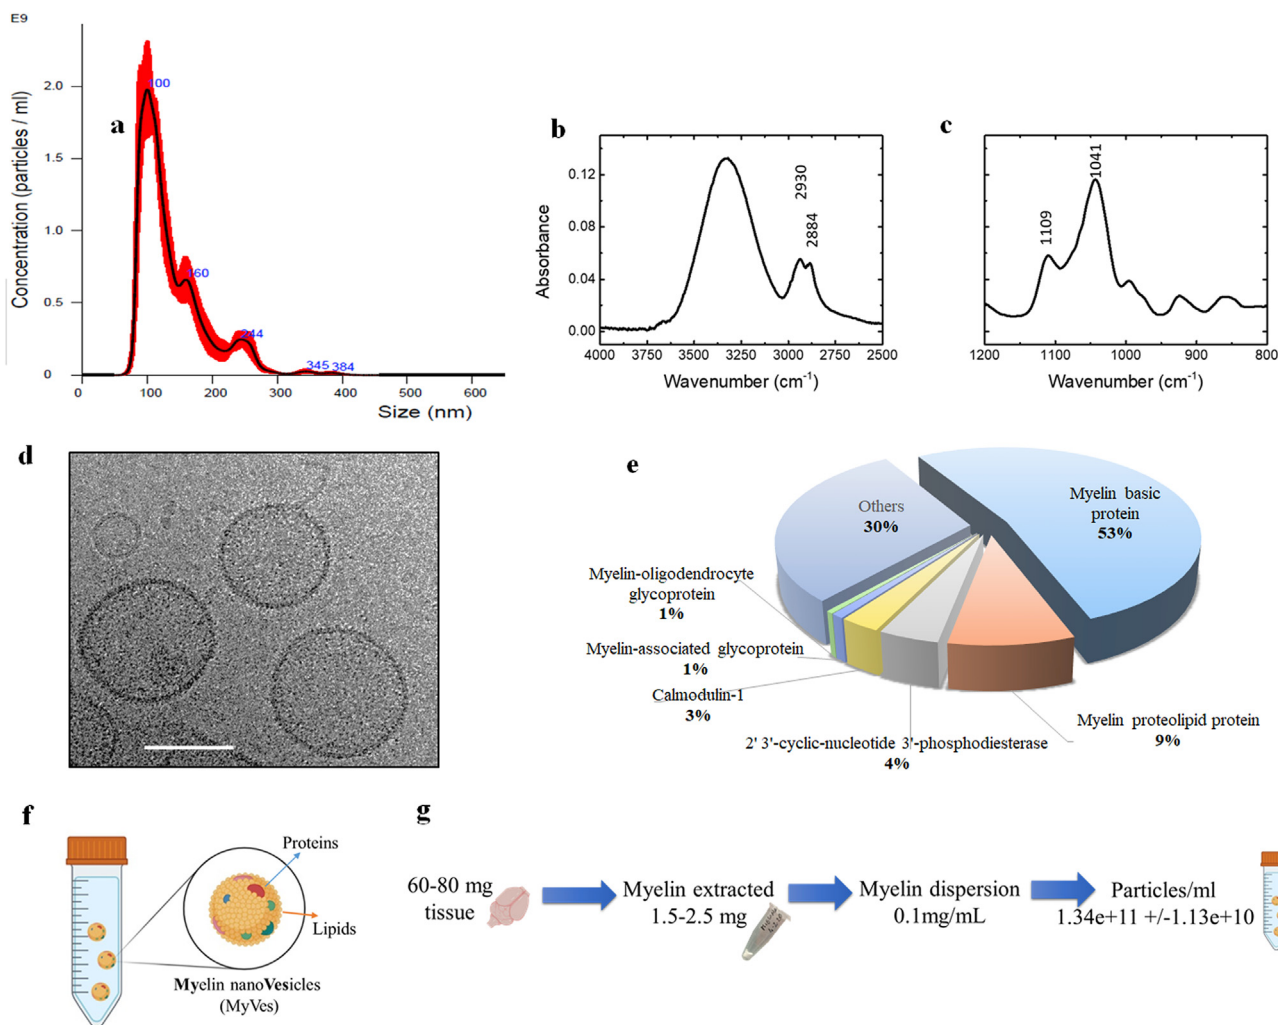 E9
a
Concentration (particles / ml)
2.0
1.5
1.0
0.5
0
100
160
244
345
384
0
100
200
300
400
500
600
Size (nm)
b
Absorbance
0.12
0.08
0.04
0.00
2930
2884
4000
3750
3500
3250
3000
2750
2500
Wavenumber (cm⁻¹)
c
1109
1041
1200
1100
1000
900
800
Wavenumber (cm⁻¹)
d
e
Others
30%
Myelin basic
protein
53%
Myelin-oligodendrocyte
glycoprotein
1%
Myelin-associated glycoprotein
1%
Calmodulin-1
3%
2' 3'-cyclic-nucleotide 3'-phosphodiesterase
4%
Myelin proteolipid protein
9%
f
Proteins
Lipids
Myelin nanoVesicles
(MyVes)
g
60-80 mg
tissue
Myelin extracted
1.5-2.5 mg
Myelin dispersion
0.1mg/mL
Particles/ml
1.34e+11 +/-1.13e+10